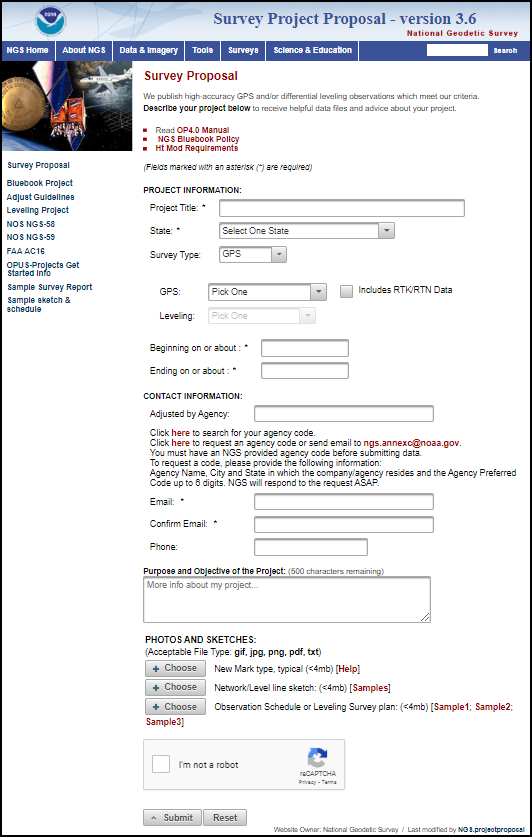 NOAA
Survey Project Proposal - version 3.6
National Geodetic Survey
NGS Home
About NGS
Data & Imagery
Tools
Surveys
Science & Education
Search
Survey Proposal
Bluebook Project
Adjust Guidelines
Leveling Project
NOS NGS-58
NOS NGS-59
FAA AC16
OPUS-Projects Get
Started Info
Sample Survey Report
Sample sketch &
schedule
Survey Proposal
We publish high-accuracy GPS and/or differential leveling observations which meet our criteria.
Describe your project below to receive helpful data files and advice about your project.
Read OP4.0 Manual
NGS Bluebook Policy
Ht Mod Requirements
(Fields marked with an asterisk (*) are required)
PROJECT INFORMATION:
Project Title: *
State: * Select One State
Survey Type: GPS
GPS: Pick One Includes RTK/RTN Data
Leveling: Pick One
Beginning on or about : *
Ending on or about : *
CONTACT INFORMATION:
Adjusted by Agency:
Click here to search for your agency code.
Click here to request an agency code or send email to ngs.annexc@noaa.gov.
You must have an NGS provided agency code before submitting data.
To request a code, please provide the following information:
Agency Name, City and State in which the company/agency resides and the Agency Preferred
Code up to 6 digits. NGS will respond to the request ASAP.
Email: *
Confirm Email: *
Phone:
Purpose and Objective of the Project: (500 characters remaining)
More info about my project...
PHOTOS AND SKETCHES:
(Acceptable File Type: gif, jpg, png, pdf, txt)
+ Choose New Mark type, typical (<4mb) [Help]
+ Choose Network/Level line sketch: (<4mb) [Samples]
+ Choose Observation Schedule or Leveling Survey plan: (<4mb) [Sample1; Sample2;
Sample3]
I'm not a robot
reCAPTCHA
Privacy - Terms
Submit Reset
Website Owner: National Geodetic Survey / Last modified by NGS.projectproposal